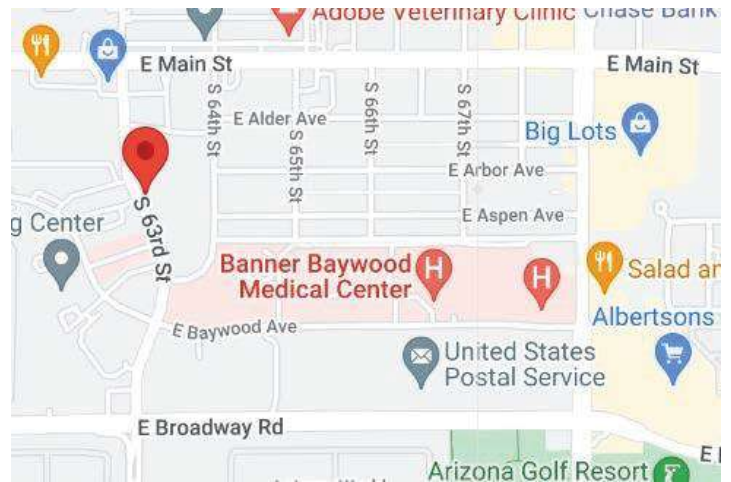 Adobe Veterinary Clinic
Chase Bank
E Main St
E Main St
S 64th St
S 66th St
S 67th St
E Alder Ave
S 65th St
Big Lots
E Arbor Ave
S 63rd St
E Aspen Ave
g Center
Banner Baywood
Medical Center
H
H
Salad an
E Baywood Ave
Albertsons
United States
Postal Service
E Broadway Rd
E
Arizona Golf Resort